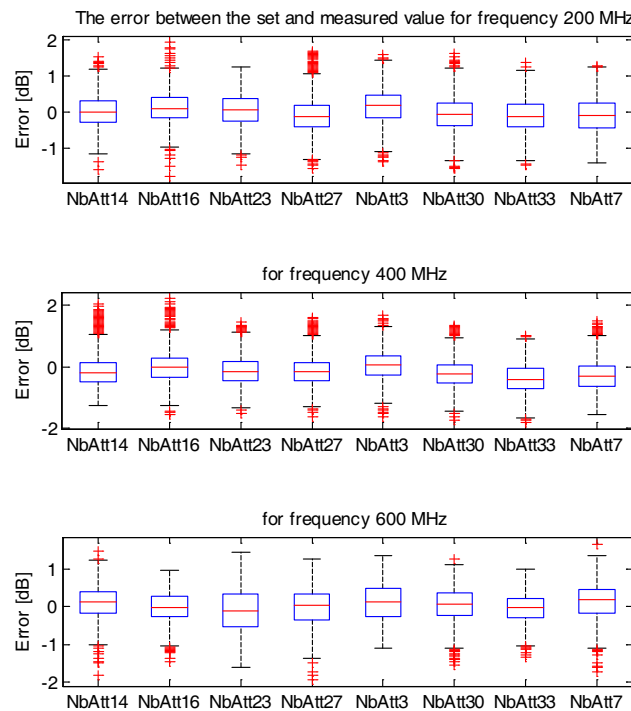 The error between the set and measured value for frequency 200 MHz
2
1
0
-1
Error [dB]
NbAtt14 NbAtt16 NbAtt23 NbAtt27 NbAtt3 NbAtt30 NbAtt33 NbAtt7
for frequency 400 MHz
2
0
-2
Error [dB]
NbAtt14 NbAtt16 NbAtt23 NbAtt27 NbAtt3 NbAtt30 NbAtt33 NbAtt7
for frequency 600 MHz
1
0
-1
-2
Error [dB]
NbAtt14 NbAtt16 NbAtt23 NbAtt27 NbAtt3 NbAtt30 NbAtt33 NbAtt7